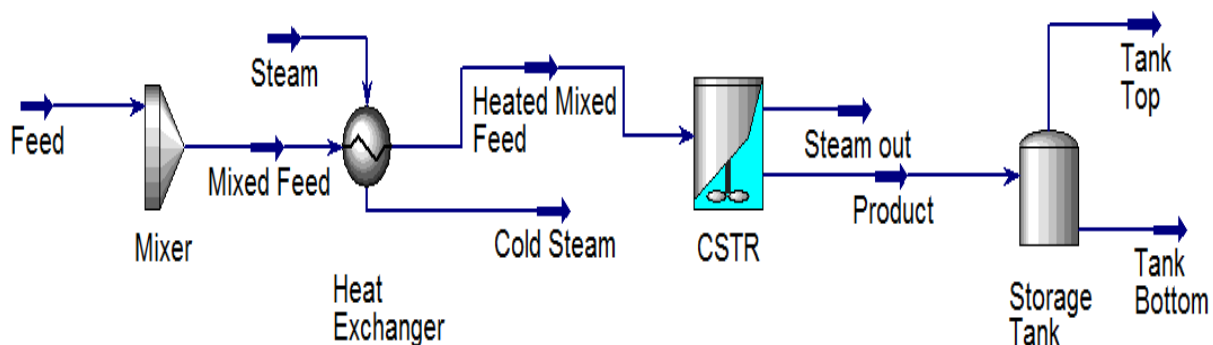 Feed
Mixer
Mixed Feed
Steam
Heat
Exchanger
Cold Steam
Heated Mixed
Feed
CSTR
Steam out
Product
Storage
Tank
Tank
Top
Tank
Bottom